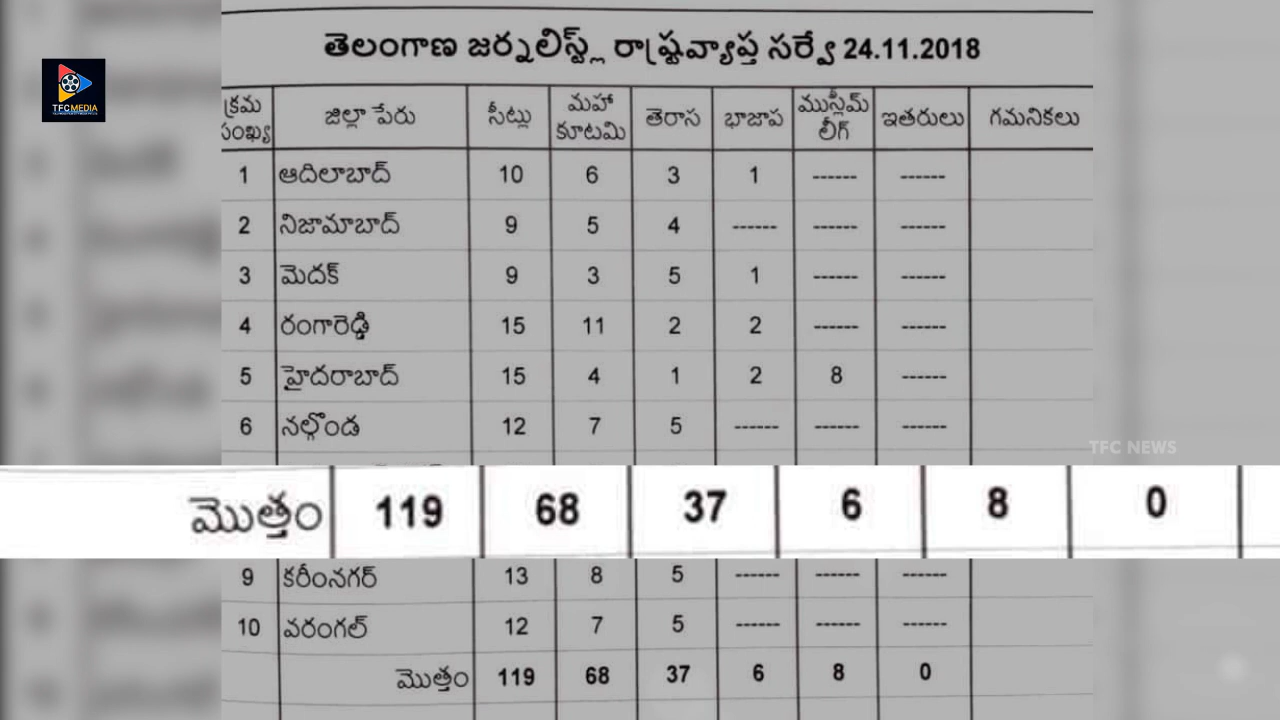 తెలంగాణ జర్నలిస్ట్ల రాష్ట్రవ్యాప్త సర్వే 24.11.2018
TFCMEDIA
క్రమ సంఖ్య జిల్లా పేరు సీట్లు మహా కూటమి తెరాస భాజాప ముస్లీమ్ లీగ్ ఇతరులు గమనికలు
1 ఆదిలాబాద్ 10 6 3 1 ------ ------
2 నిజామాబాద్ 9 5 4 ------ ------ ------
3 మెదక్ 9 3 5 1 ------ ------
4 రంగారెడ్డి 15 11 2 2 ------ ------
5 హైదరాబాద్ 15 4 1 2 8 ------
6 నల్గొండ 12 7 5 ------ ------ ------
TFC NEWS
మొత్తం 119 68 37 6 8 0
9 కరీంనగర్ 13 8 5 ------ ------ ------
10 వరంగల్ 12 7 5 ------ ------ ------
మొత్తం 119 68 37 6 8 0